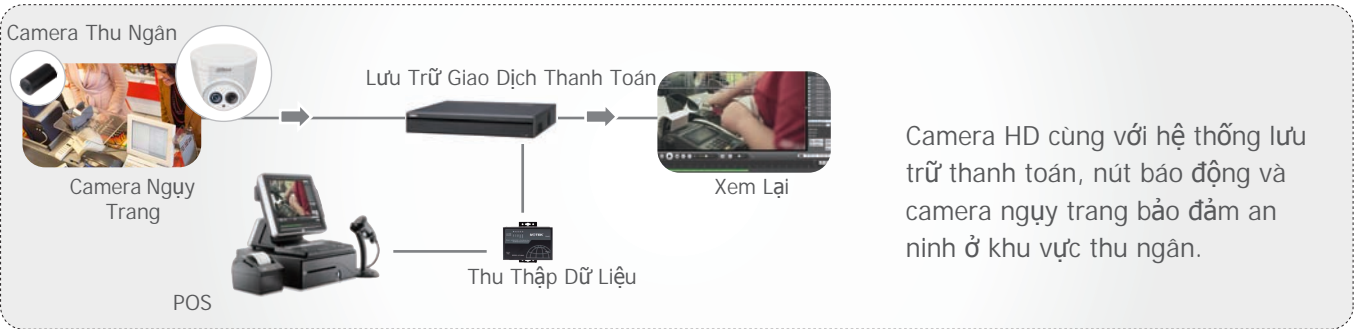 Camera Thu Ngân
Lưu Trữ Giao Dịch Thanh Toán
Camera Ngụy
Trang
Xem Lại
Thu Thập Dữ Liệu
POS
Camera HD cùng với hệ thống lưu
trữ thanh toán, nút báo động và
camera ngụy trang bảo đảm an
ninh ở khu vực thu ngân.